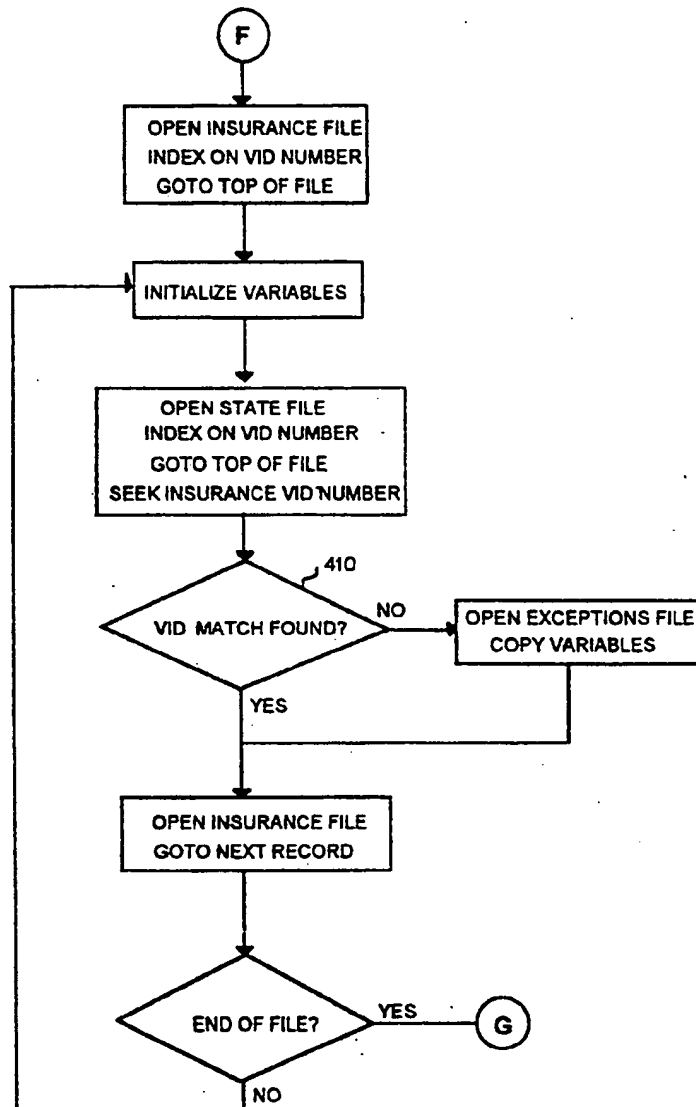 F
OPEN INSURANCE FILE
INDEX ON VID NUMBER
GOTO TOP OF FILE
INITIALIZE VARIABLES
OPEN STATE FILE
INDEX ON VID NUMBER
GOTO TOP OF FILE
SEEK INSURANCE VID NUMBER
410
VID MATCH FOUND?
NO
OPEN EXCEPTIONS FILE
COPY VARIABLES
YES
OPEN INSURANCE FILE
GOTO NEXT RECORD
END OF FILE?
YES
G
NO